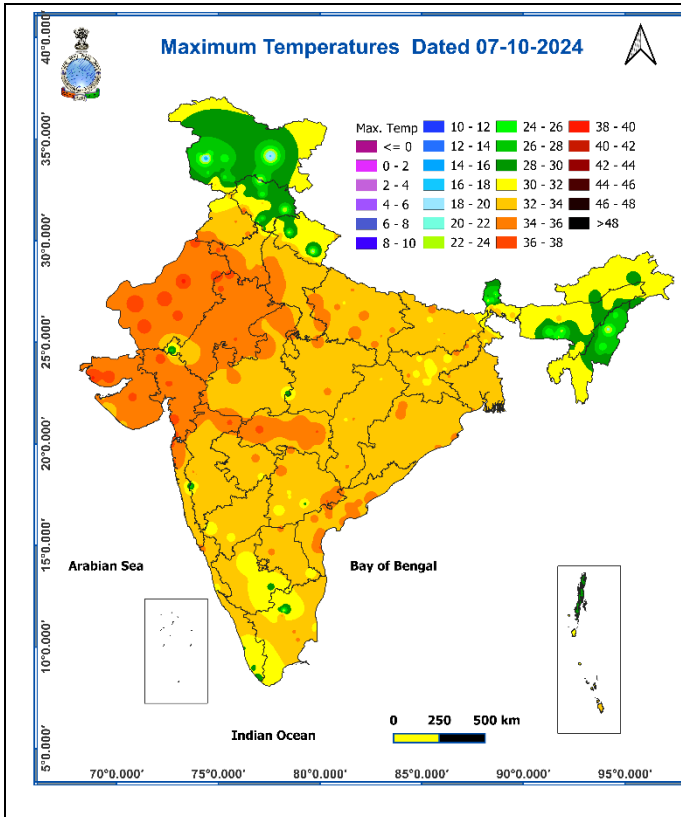 Maximum Temperatures Dated 07-10-2024
Max. Temp
<= 0
0 - 2
2 - 4
4 - 6
6 - 8
8 - 10
10 - 12
12 - 14
14 - 16
16 - 18
18 - 20
20 - 22
22 - 24
24 - 26
26 - 28
28 - 30
30 - 32
32 - 34
34 - 36
36 - 38
38 - 40
40 - 42
42 - 44
44 - 46
46 - 48
>48
40°0.000'
35°0.000'
30°0.000'
25°0.000'
20°0.000'
15°0.000'
10°0.000'
5°0.000'
Arabian Sea
Bay of Bengal
Indian Ocean
0 250 500 km
70°0.000' 75°0.000' 80°0.000' 85°0.000' 90°0.000' 95°0.000'